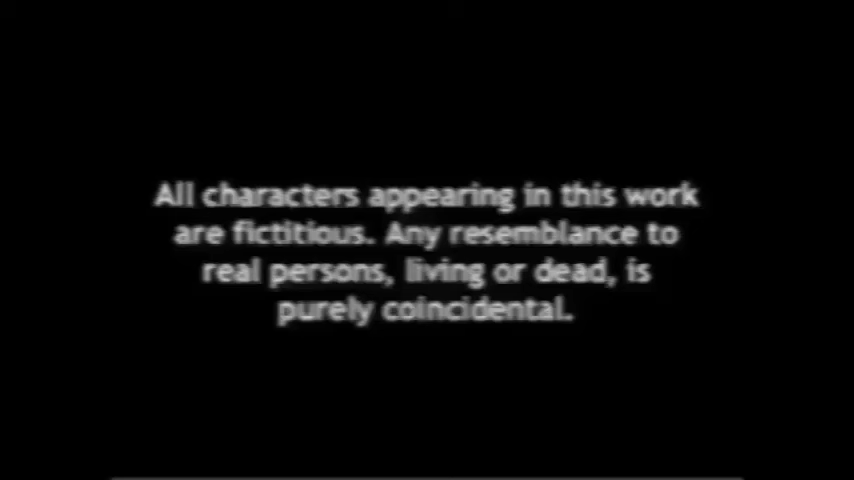 All characters appearing in this work
are fictitious. Any resemblance to
real persons, living or dead, is
purely coincidental.